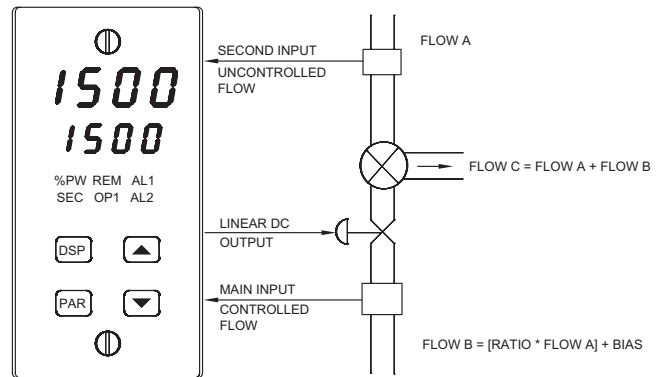 1500
1500
%PW REM AL1
SEC OP1 AL2
DSP
PAR
SECOND INPUT
UNCONTROLLED
FLOW
FLOW A
FLOW C = FLOW A + FLOW B
LINEAR DC
OUTPUT
MAIN INPUT
CONTROLLED
FLOW
FLOW B = [RATIO * FLOW A] + BIAS